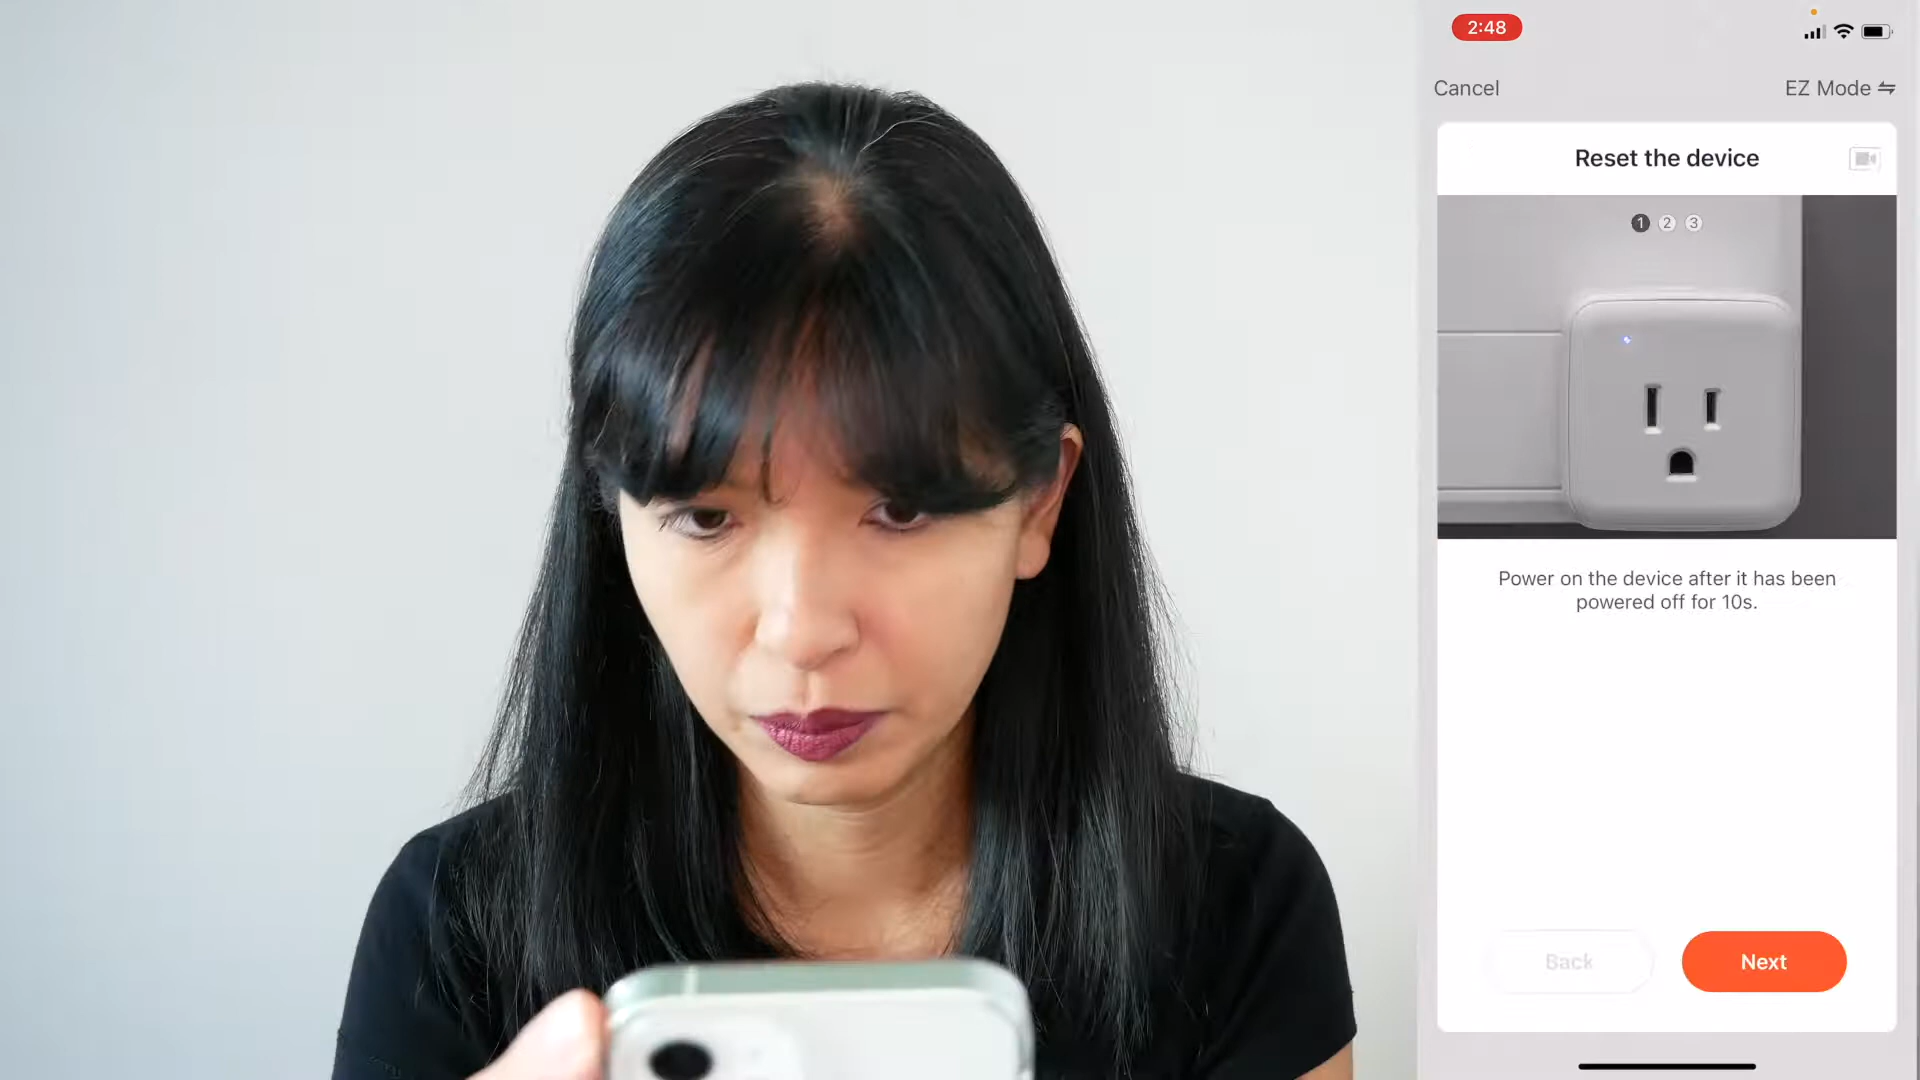 2:48
Cancel
EZ Mode
Reset the device
1 2 3
Power on the device after it has been
powered off for 10s.
Back
Next